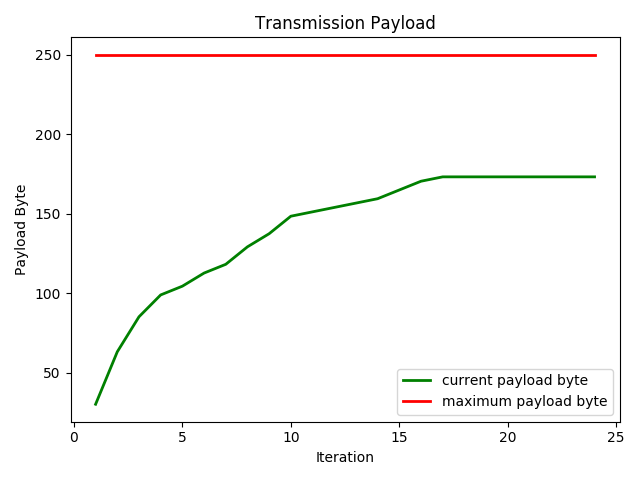 Transmission Payload
250
200
150
100
50
Payload Byte
0
5
10
15
20
25
Iteration
current payload byte
maximum payload byte